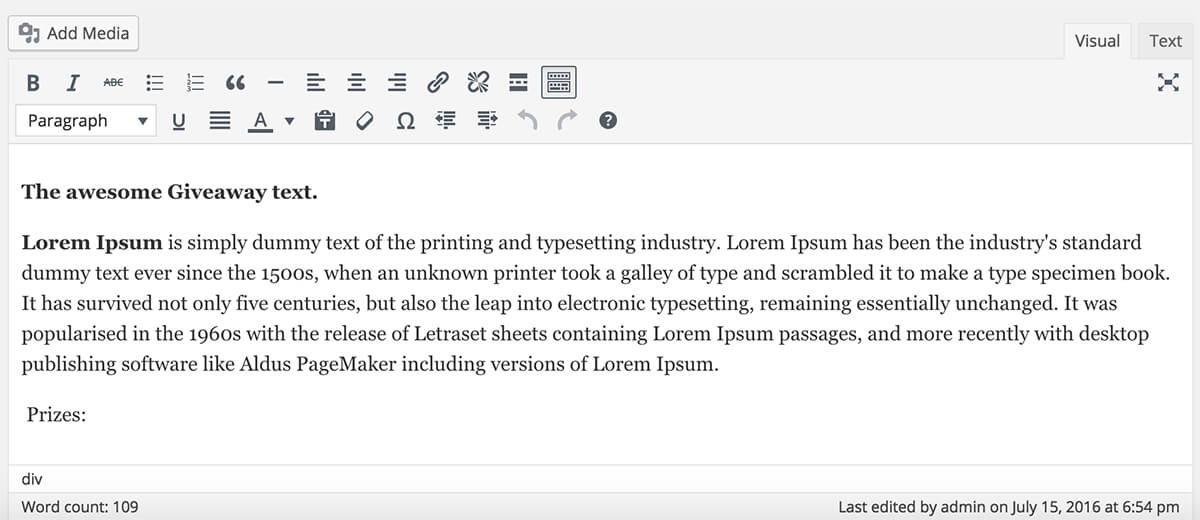 Add Media
Visual Text
B I ABC
Paragraph U A T Ω ?
The awesome Giveaway text.
Lorem Ipsum is simply dummy text of the printing and typesetting industry. Lorem Ipsum has been the industry's standard
dummy text ever since the 1500s, when an unknown printer took a galley of type and scrambled it to make a type specimen book.
It has survived not only five centuries, but also the leap into electronic typesetting, remaining essentially unchanged. It was
popularised in the 1960s with the release of Letraset sheets containing Lorem Ipsum passages, and more recently with desktop
publishing software like Aldus PageMaker including versions of Lorem Ipsum.
Prizes:
div
Word count: 109 Last edited by admin on July 15, 2016 at 6:54 pm